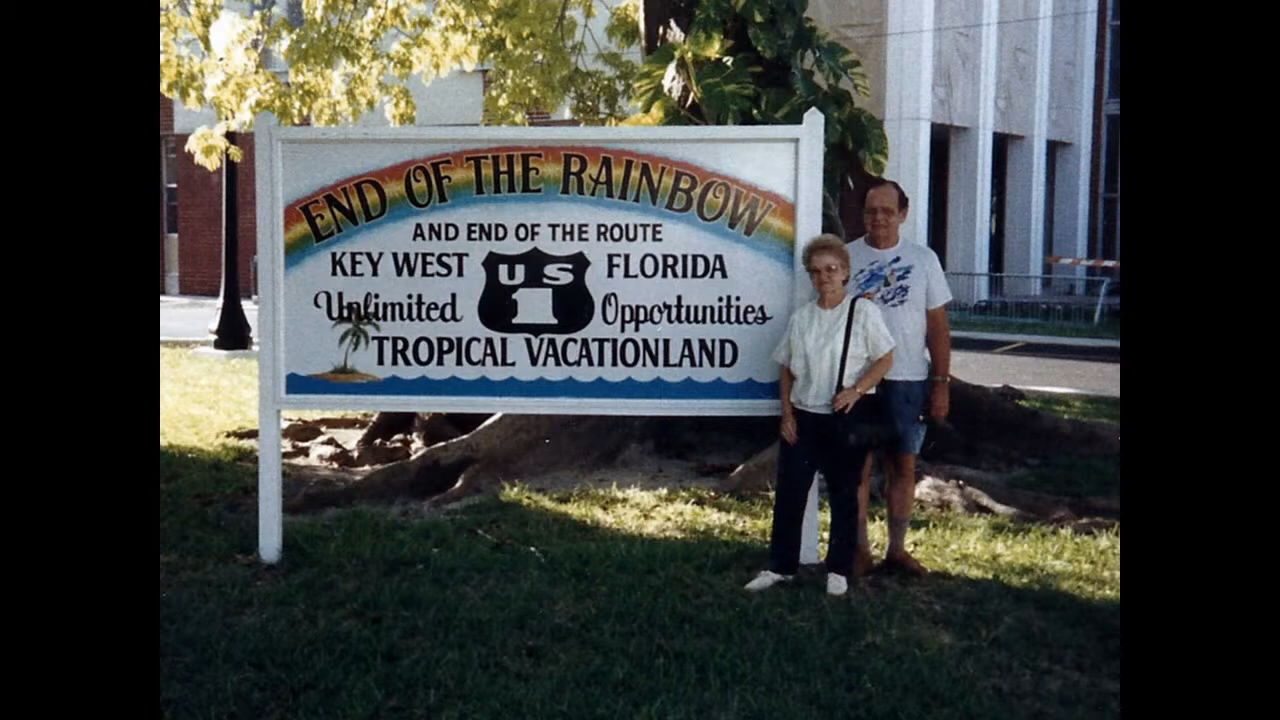 END OF THE RAINBOW
AND END OF THE ROUTE
KEY WEST US 1 FLORIDA
Unlimited Opportunities
TROPICAL VACATIONLAND